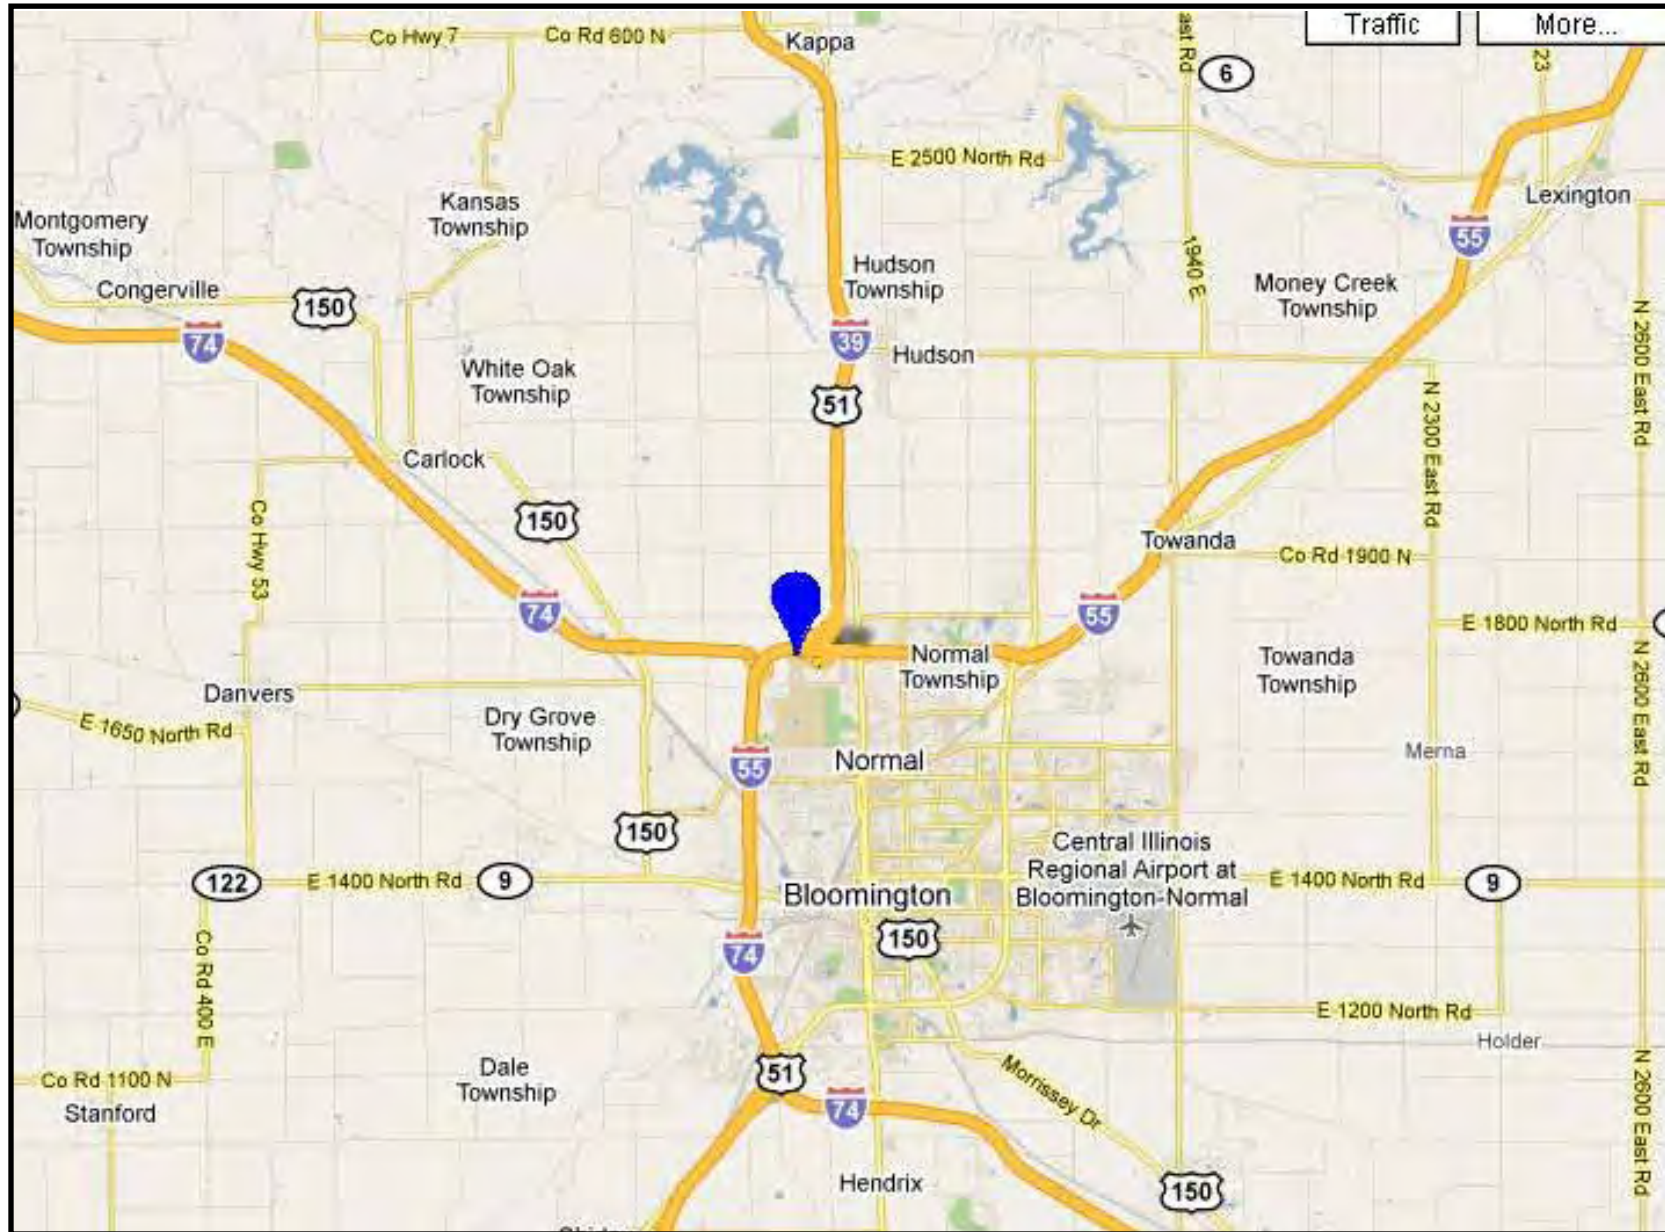 Traffic
More...
Co Hwy 7
Co Rd 600 N
Kappa
6
23
E 2500 North Rd
Lexington
Kansas
Township
Montgomery
Township
55
Hudson
Township
1940 E
Money Creek
Township
Congerville
150
74
39
Hudson
N 2600 East Rd
White Oak
Township
51
N 2300 East Rd
Carlock
150
Co Hwy 53
Towanda
Co Rd 1900 N
74
55
E 1800 North Rd
Normal
Township
Towanda
Township
N 2600 East Rd
Danvers
E 1650 North Rd
Dry Grove
Township
Normal
Merna
55
150
Central Illinois
Regional Airport at
Bloomington-Normal
122
E 1400 North Rd
9
E 1400 North Rd
9
Bloomington
150
74
Co Rd 400 E
E 1200 North Rd
Holder
Dale
Township
51
Co Rd 1100 N
Stanford
74
Morrissey Dr
N 2600 East Rd
Hendrix
150